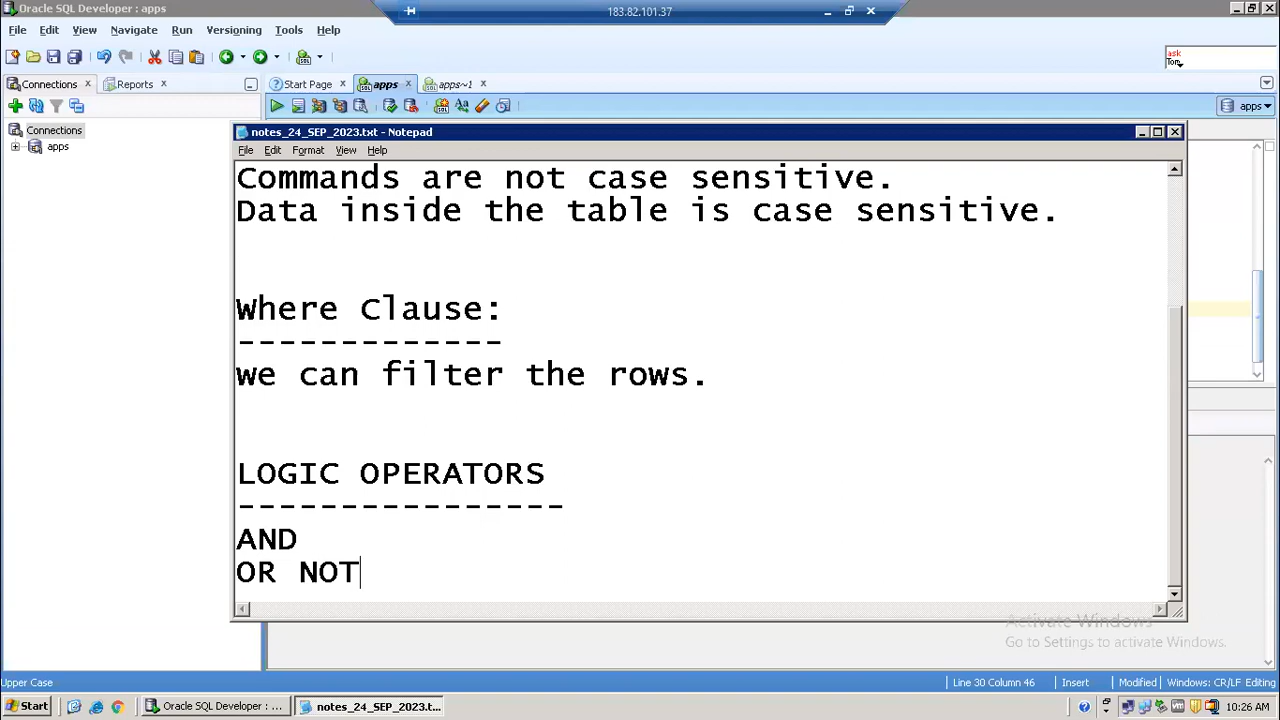 Oracle SQL Developer : apps
183.82.101.37
File Edit View Navigate Run Versioning Tools Help
ask
Tom
Connections Reports Start Page apps apps~1
apps
Connections
apps
notes_24_SEP_2023.txt - Notepad
File Edit Format View Help
Commands are not case sensitive.
Data inside the table is case sensitive.
Where Clause:
-------------
we can filter the rows.
LOGIC OPERATORS
----------------
AND
OR NOT
Activate Windows
Go to Settings to activate Windows.
Upper Case Line 30 Column 46 Insert Modified Windows: CR/LF Editing
Start Oracle SQL Developer : ... notes_24_SEP_2023.t... 10:26 AM